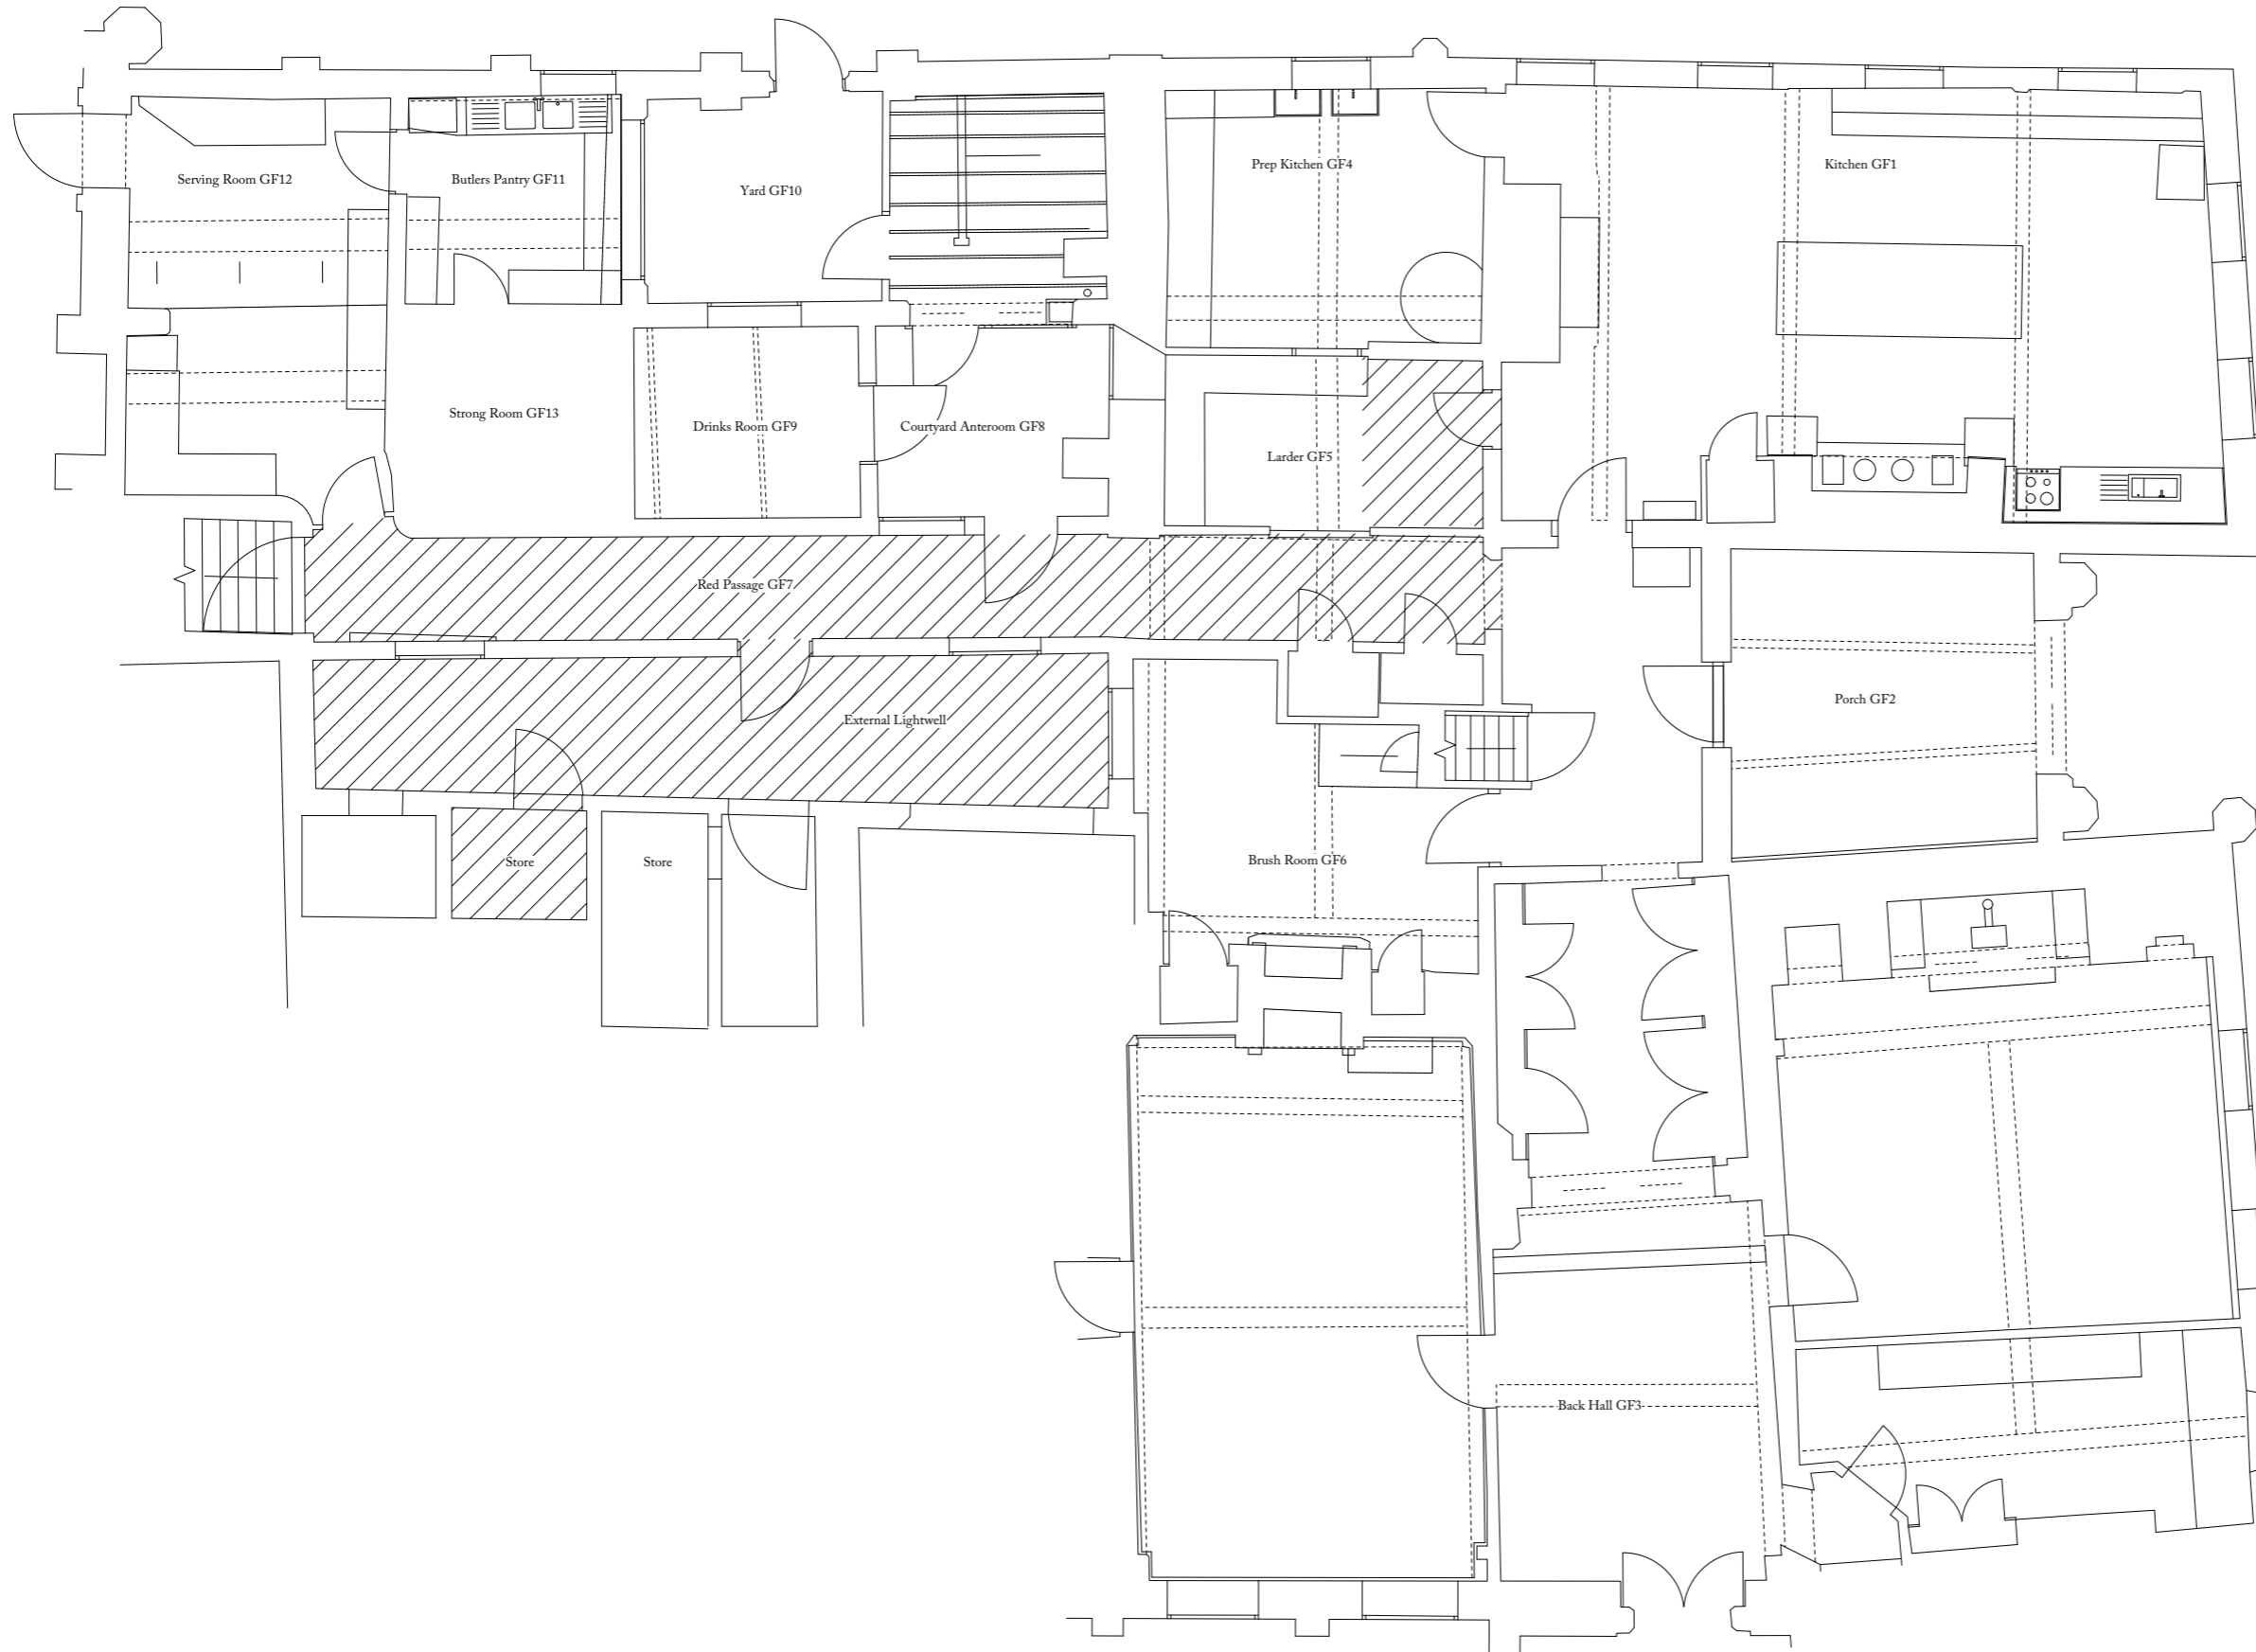 Prep Kitchen GF4
Kitchen GF1
Serving Room GF12
Butlers Pantry GF11
Yard GF10
Strong Room GF13
Drinks Room GF9
Courtyard Anteroom GF8
Larder GF5
Red Passage GF7
Porch GF2
External Lightwell
Store
Store
Brush Room GF6
Back Hall GF3